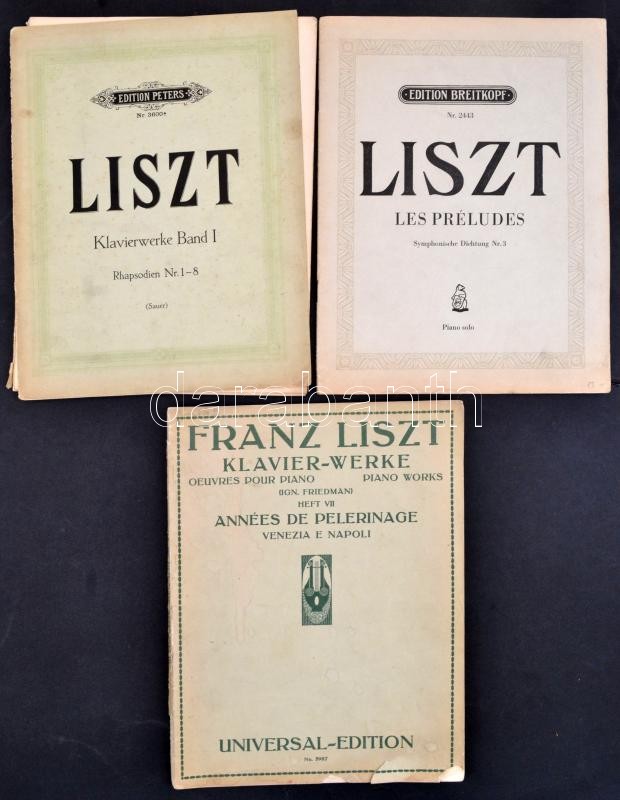 EDITION PETERS
Nr. 3600a
LISZT
Klavierwerke Band I
Rhapsodien Nr. 1-8
(Sauer)
EDITION BREITKOPF
Nr. 2443
LISZT
LES PRÉLUDES
Symphonische Dichtung Nr. 3
Piano solo
darabanth
FRANZ LISZT
KLAVIER-WERKE
OEUVRES POUR PIANO PIANO WORKS
(IGN. FRIEDMAN)
HEFT VII
ANNÉES DE PELERINAGE
VENEZIA E NAPOLI
UNIVERSAL-EDITION
No. 5987